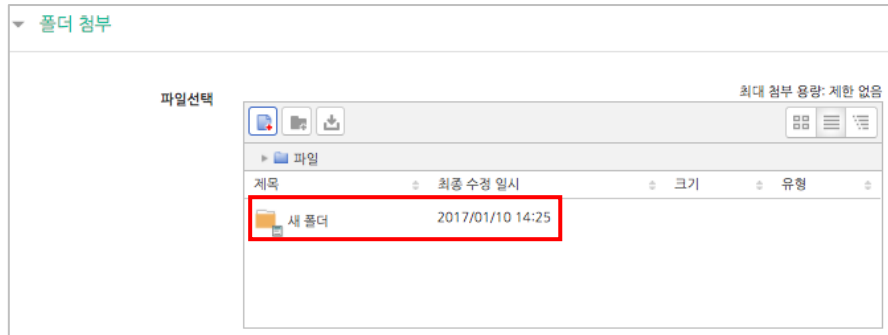 폴더 첨부
최대 첨부 용량: 제한 없음
파일선택
파일
제목 최종 수정 일시 크기 유형
새 폴더 2017/01/10 14:25